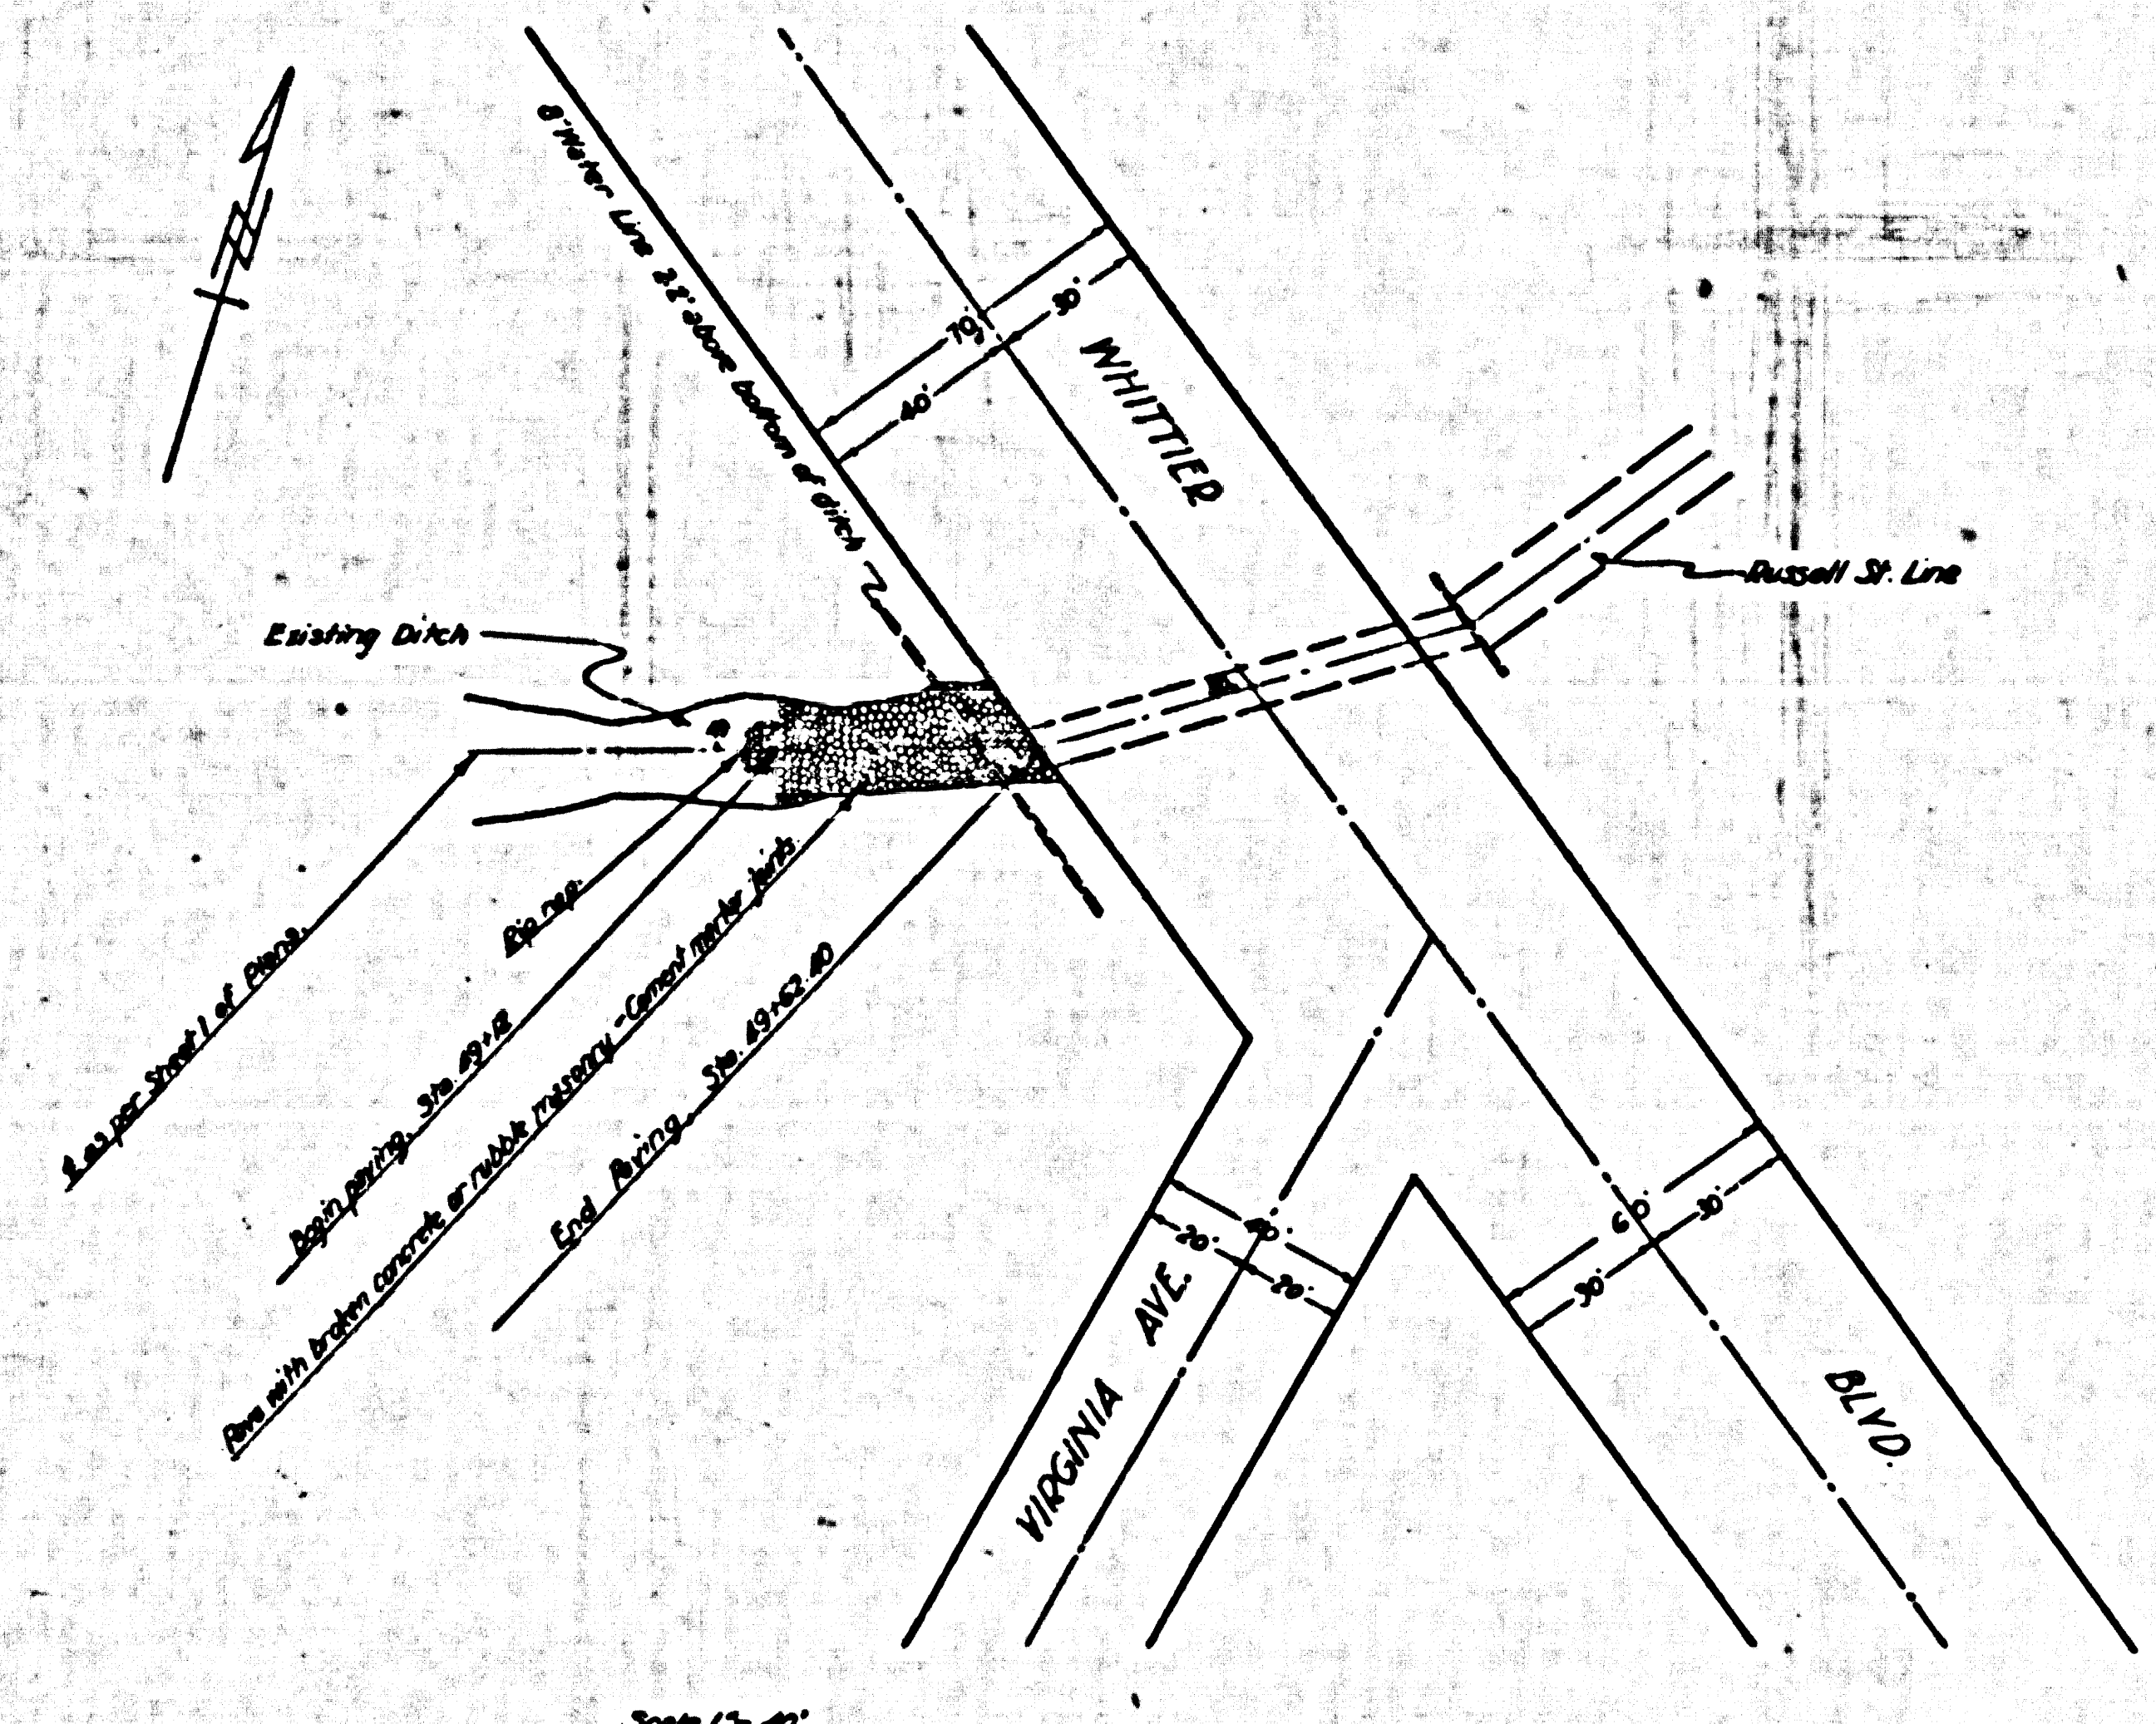 8" Water Line 2.2' above bottom of ditch
70'
30'
40'
WHITTIER
Russell St. Line
Existing Ditch
℄ as per Sheet 1 of Plans.
Rip rap.
Begin paving. Sta. 49+12
Pave with broken concrete or rubble masonry - Cement mortar joints.
End Paving. Sta. 49+62.40
40'
20'
20'
60'
30'
30'
VIRGINIA AVE.
BLVD.